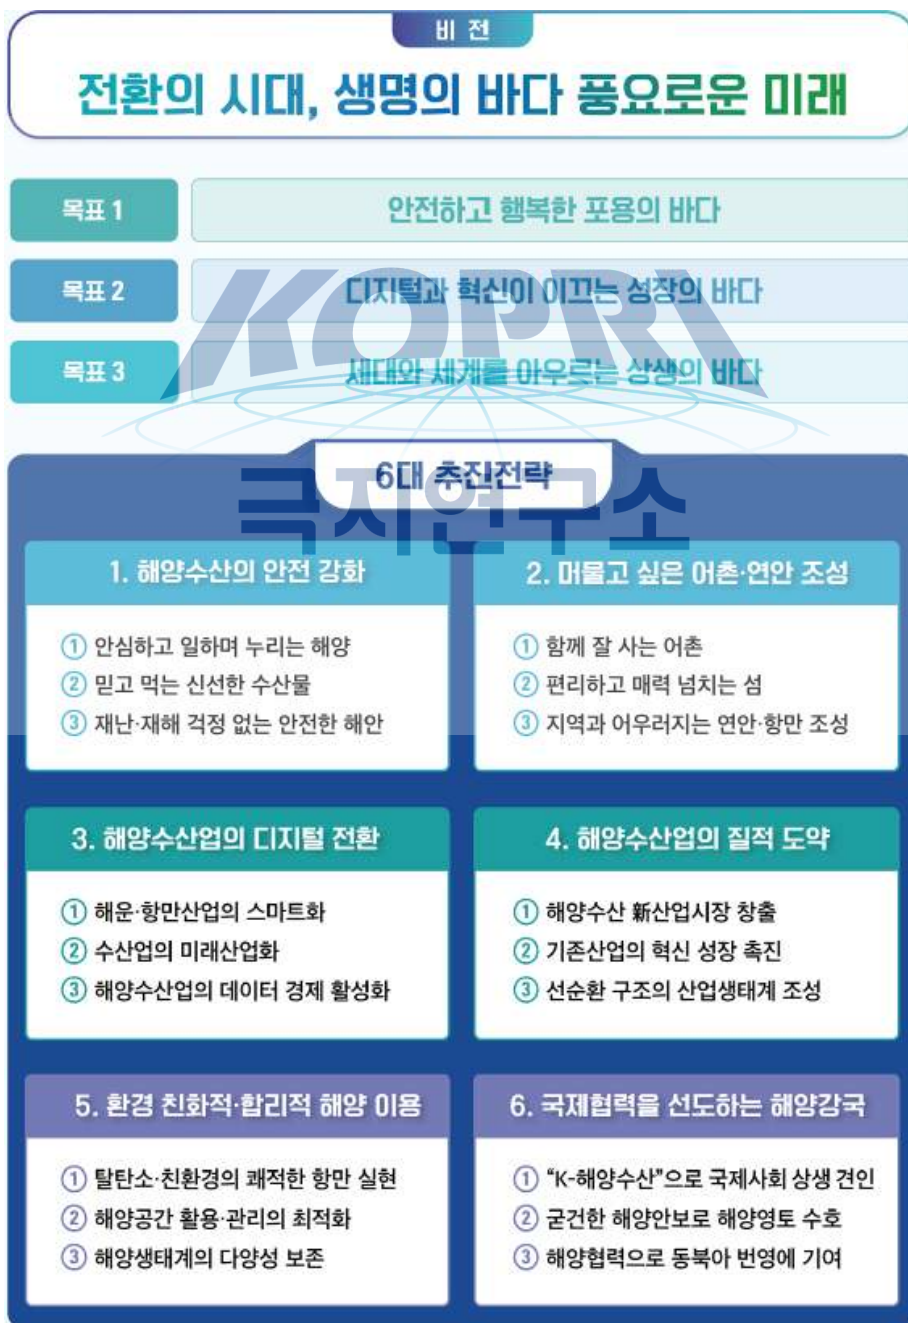 비 전
전환의 시대, 생명의 바다 풍요로운 미래
목표 1
안전하고 행복한 포용의 바다
목표 2
디지털과 혁신이 이끄는 성장의 바다
목표 3
세대와 세계를 아우르는 상생의 바다
KOPRI
극지연구소
6대 추진전략
1. 해양수산의 안전 강화
① 안심하고 일하며 누리는 해양
② 믿고 먹는 신선한 수산물
③ 재난·재해 걱정 없는 안전한 해안
2. 머물고 싶은 어촌·연안 조성
① 함께 잘 사는 어촌
② 편리하고 매력 넘치는 섬
③ 지역과 어우러지는 연안·항만 조성
3. 해양수산업의 디지털 전환
① 해운·항만산업의 스마트화
② 수산업의 미래산업화
③ 해양수산업의 데이터 경제 활성화
4. 해양수산업의 질적 도약
① 해양수산 新산업시장 창출
② 기존산업의 혁신 성장 촉진
③ 선순환 구조의 산업생태계 조성
5. 환경 친화적·합리적 해양 이용
① 탈탄소·친환경의 쾌적한 항만 실현
② 해양공간 활용·관리의 최적화
③ 해양생태계의 다양성 보존
6. 국제협력을 선도하는 해양강국
① “K-해양수산”으로 국제사회 상생 견인
② 굳건한 해양안보로 해양영토 수호
③ 해양협력으로 동북아 번영에 기여